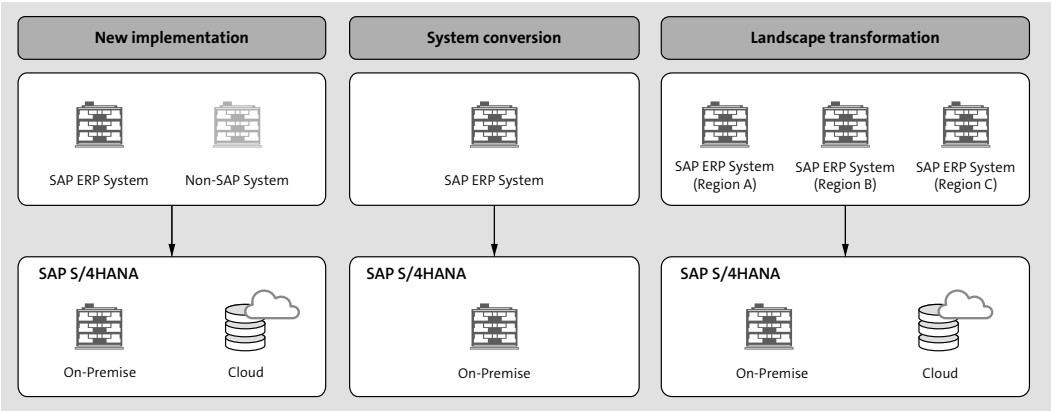 New implementation
System conversion
Landscape transformation
SAP ERP System
Non-SAP System
SAP ERP System
SAP ERP System
(Region A)
SAP ERP System
(Region B)
SAP ERP System
(Region C)
SAP S/4HANA
On-Premise
Cloud
SAP S/4HANA
On-Premise
SAP S/4HANA
On-Premise
Cloud